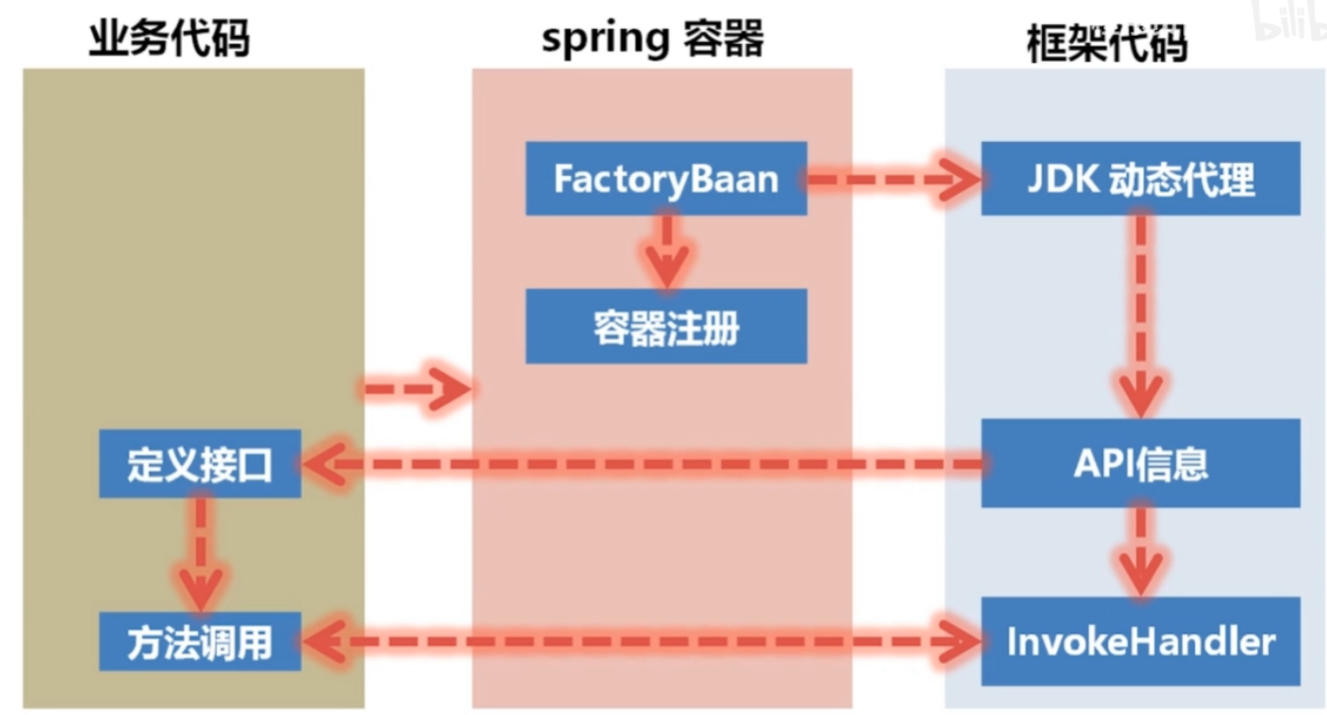 业务代码
spring 容器
框架代码
FactoryBaan
JDK 动态代理
容器注册
定义接口
API信息
方法调用
InvokeHandler